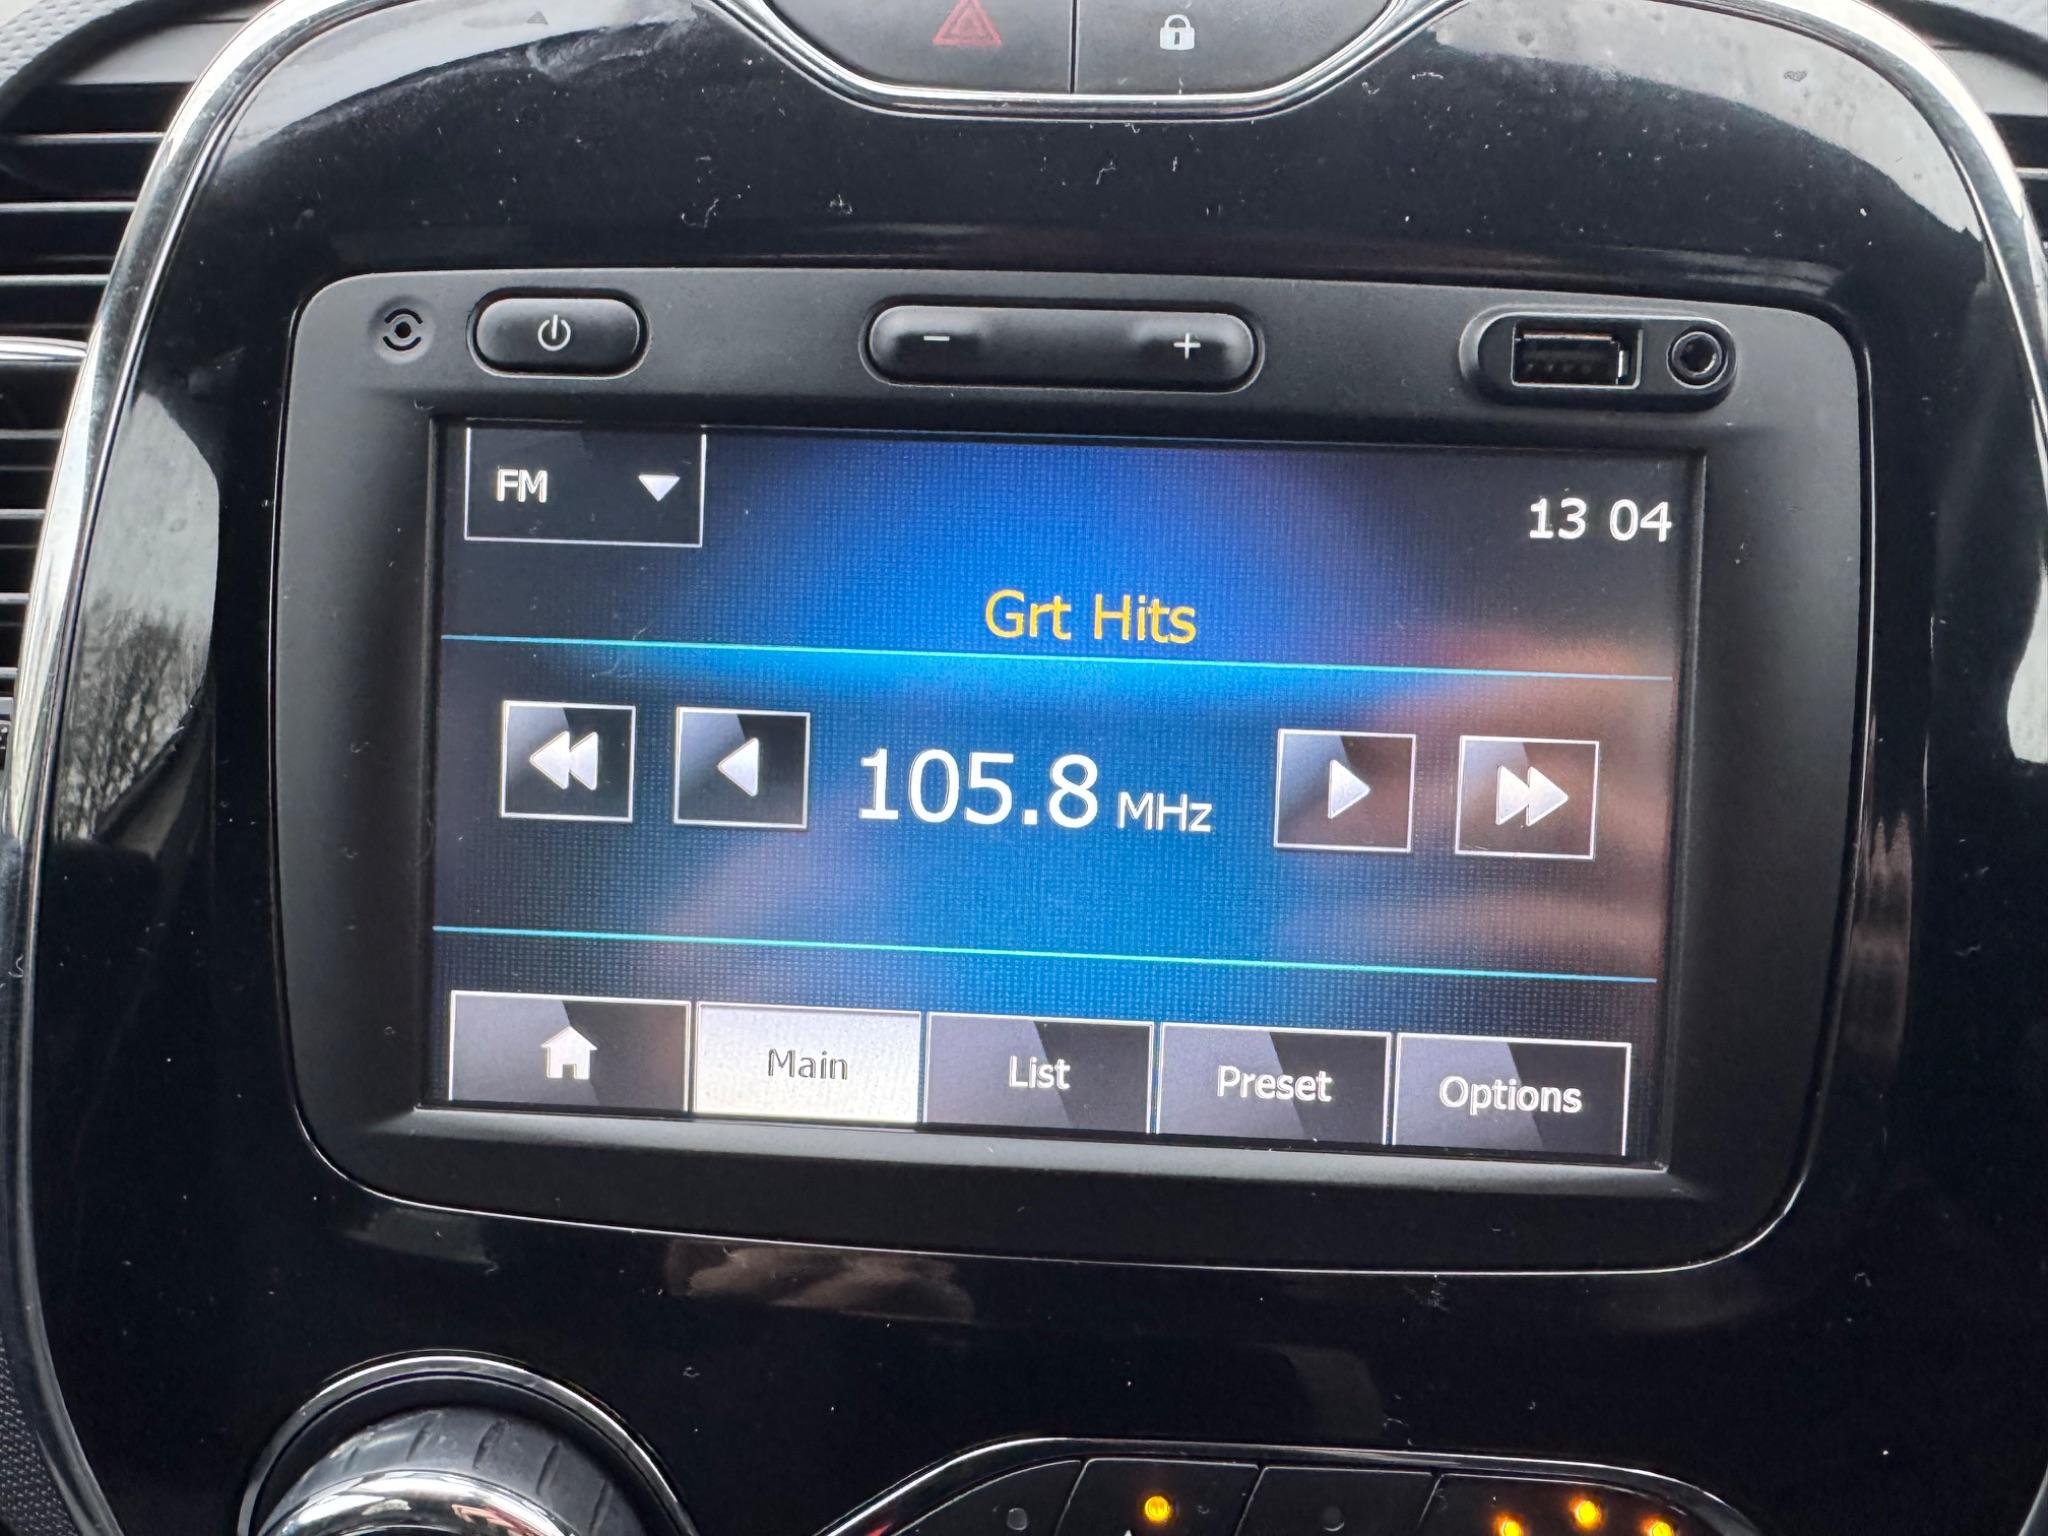 FM
13 04
Grt Hits
105.8 MHz
Main
List
Preset
Options